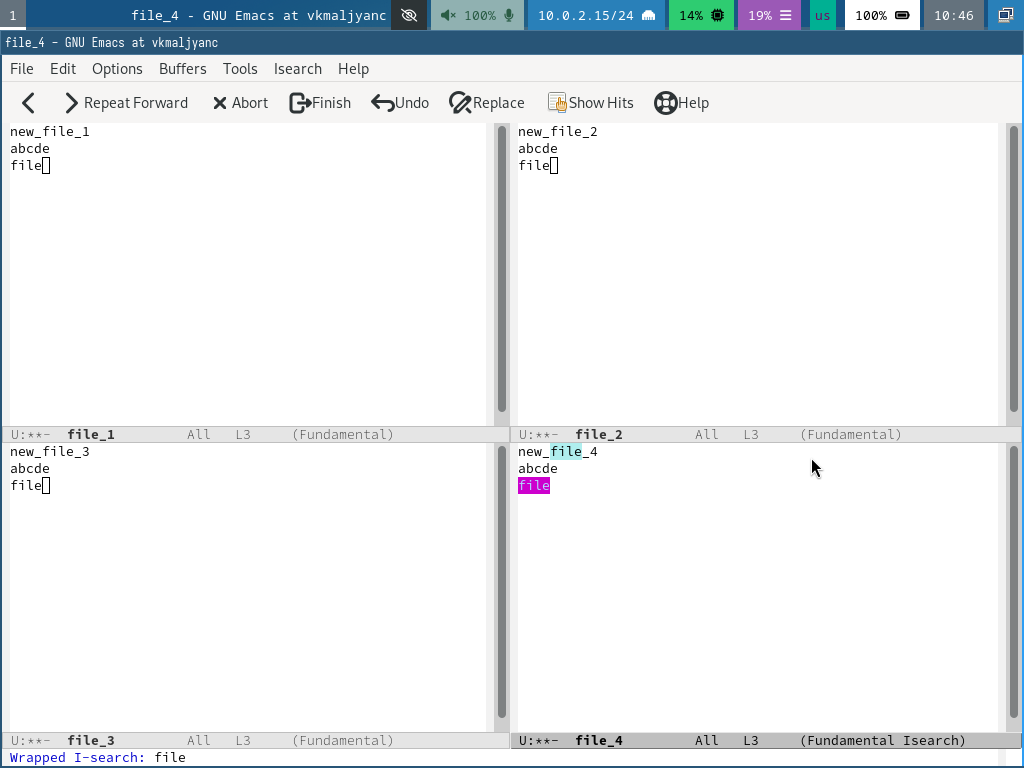 1 file_4 - GNU Emacs at vkmaljyanc 100% 10.0.2.15/24 14% 19% us 100% 10:46
file_4 - GNU Emacs at vkmaljyanc
File Edit Options Buffers Tools Isearch Help
Repeat Forward Abort Finish Undo Replace Show Hits Help
new_file_1
abcde
file
U:**- file_1 All L3 (Fundamental)
new_file_2
abcde
file
U:**- file_2 All L3 (Fundamental)
new_file_3
abcde
file
U:**- file_3 All L3 (Fundamental)
new_file_4
abcde
file
U:**- file_4 All L3 (Fundamental Isearch)
Wrapped I-search: file